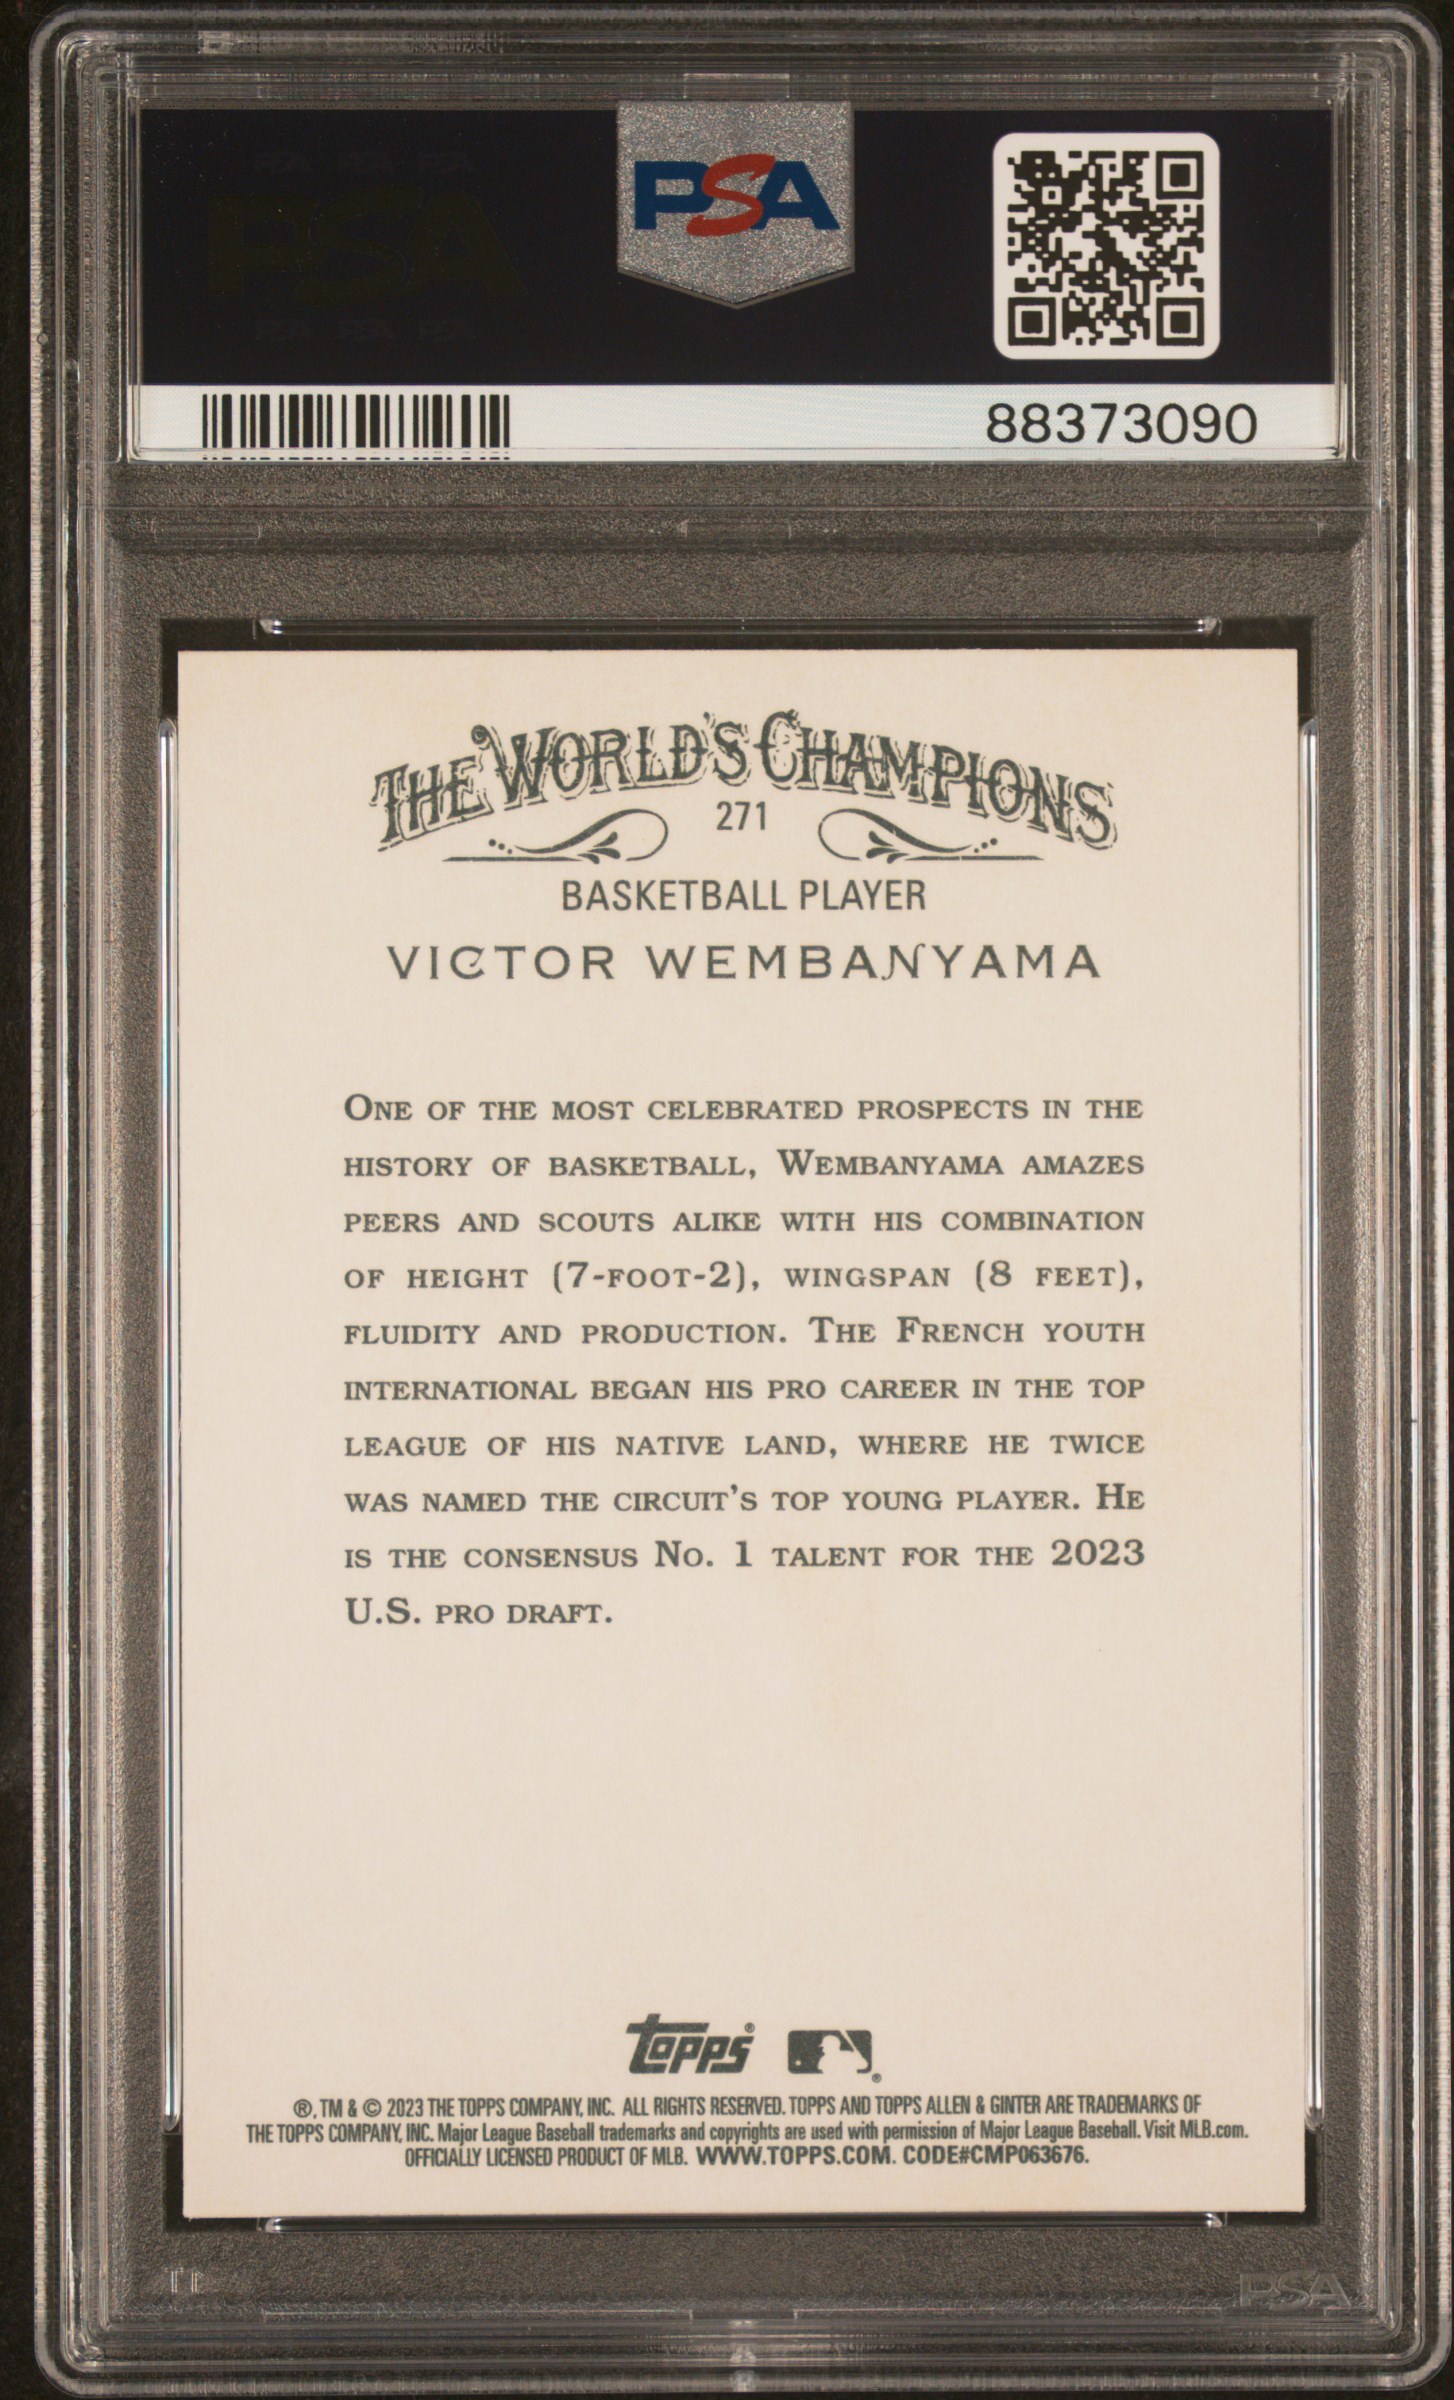 PSA
88373090
THE WORLD'S CHAMPIONS
271
BASKETBALL PLAYER
VICTOR WEMBANYAMA
ONE OF THE MOST CELEBRATED PROSPECTS IN THE
HISTORY OF BASKETBALL, WEMBANYAMA AMAZES
PEERS AND SCOUTS ALIKE WITH HIS COMBINATION
OF HEIGHT (7-FOOT-2), WINGSPAN (8 FEET),
FLUIDITY AND PRODUCTION. THE FRENCH YOUTH
INTERNATIONAL BEGAN HIS PRO CAREER IN THE TOP
LEAGUE OF HIS NATIVE LAND, WHERE HE TWICE
WAS NAMED THE CIRCUIT'S TOP YOUNG PLAYER. HE
IS THE CONSENSUS NO. 1 TALENT FOR THE 2023
U.S. PRO DRAFT.
Topps®
®, TM & © 2023 THE TOPPS COMPANY, INC. ALL RIGHTS RESERVED. TOPPS AND TOPPS ALLEN & GINTER ARE TRADEMARKS OF
THE TOPPS COMPANY, INC. Major League Baseball trademarks and copyrights are used with permission of Major League Baseball. Visit MLB.com.
OFFICIALLY LICENSED PRODUCT OF MLB. WWW.TOPPS.COM. CODE#CMP063676.
PSA